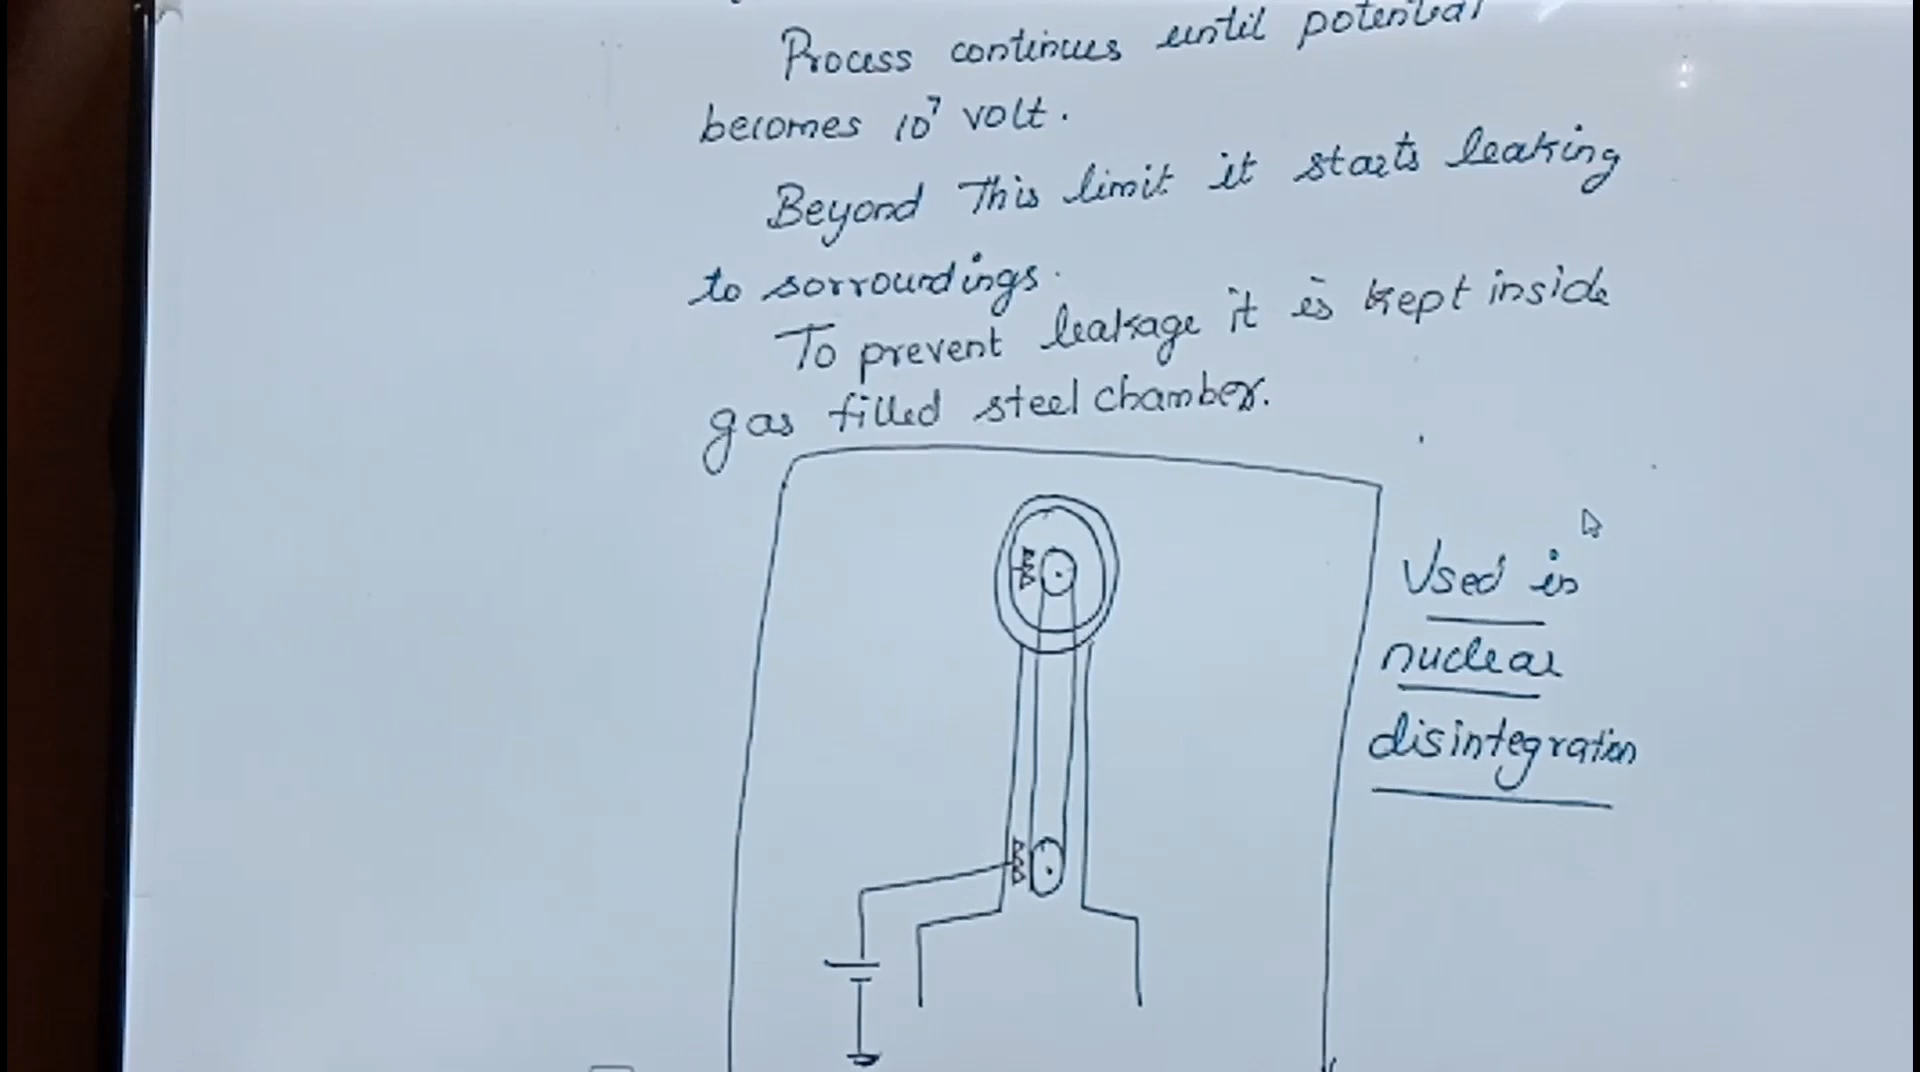 Process continues until potential
becomes 10⁷ volt.
Beyond This limit it starts leaking
to sorroundings.
To prevent leakage it is kept inside
gas filled steel chamber.
Used in
nuclear
disintegration